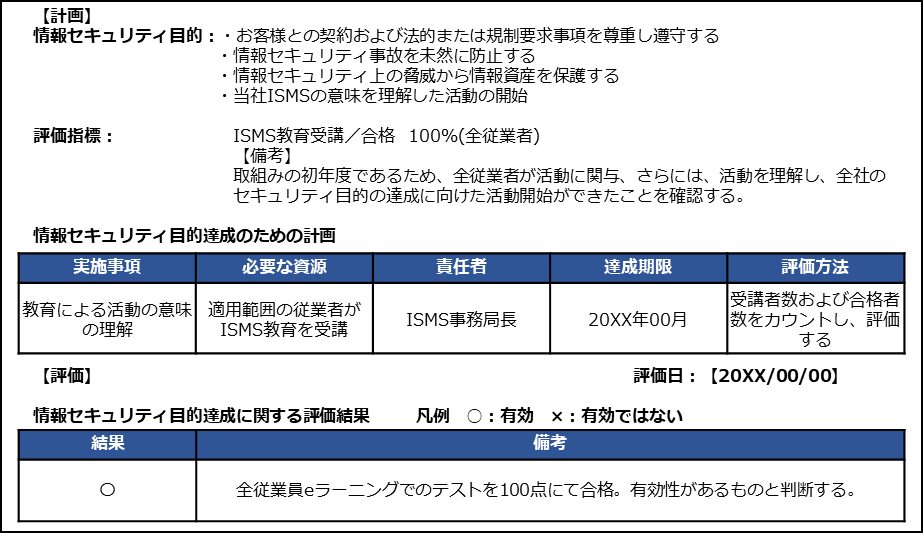 【計画】
情報セキュリティ目的：・お客様との契約および法的または規制要求事項を尊重し遵守する
・情報セキュリティ事故を未然に防止する
・情報セキュリティ上の脅威から情報資産を保護する
・当社ISMSの意味を理解した活動の開始
評価指標： ISMS教育受講／合格 100%(全従業者)
【備考】
取組みの初年度であるため、全従業者が活動に関与、さらには、活動を理解し、全社の
セキュリティ目的の達成に向けた活動開始ができたことを確認する。
情報セキュリティ目的達成のための計画
実施事項 必要な資源 責任者 達成期限 評価方法
教育による活動の意味
の理解
適用範囲の従業者が
ISMS教育を受講
ISMS事務局長
20XX年00月
受講者数および合格者
数をカウントし、評価
する
【評価】 評価日：【20XX/00/00】
情報セキュリティ目的達成に関する評価結果 凡例 〇：有効 ×：有効ではない
結果 備考
〇 全従業員eラーニングでのテストを100点にて合格。有効性があるものと判断する。